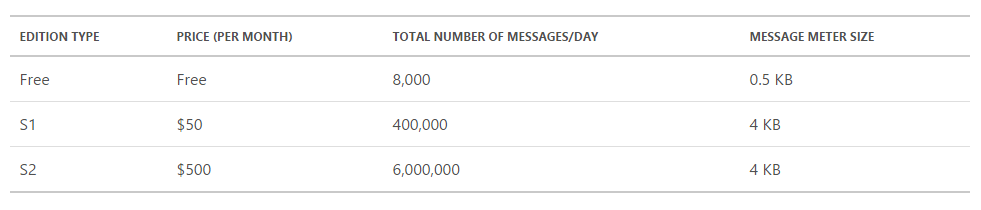 EDITION TYPE PRICE (PER MONTH) TOTAL NUMBER OF MESSAGES/DAY MESSAGE METER SIZE
Free Free 8,000 0.5 KB
S1 $50 400,000 4 KB
S2 $500 6,000,000 4 KB